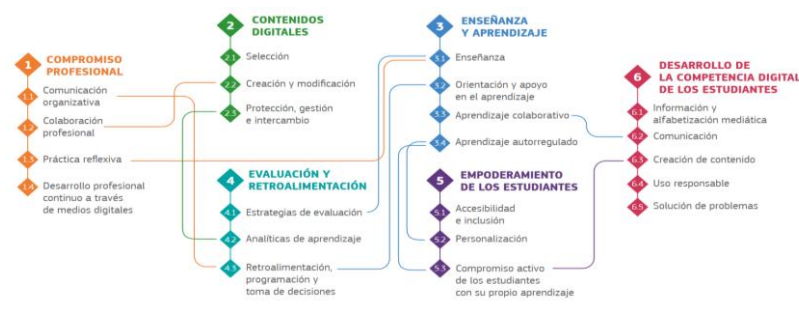 1 COMPROMISO
PROFESIONAL
1.1 Comunicación
organizativa
1.2 Colaboración
profesional
1.3 Práctica reflexiva
1.4 Desarrollo profesional
continuo a través
de medios digitales
2 CONTENIDOS
DIGITALES
2.1 Selección
2.2 Creación y modificación
2.3 Protección, gestión
e intercambio
4 EVALUACIÓN Y
RETROALIMENTACIÓN
4.1 Estrategias de evaluación
4.2 Analíticas de aprendizaje
4.3 Retroalimentación,
programación y
toma de decisiones
3 ENSEÑANZA
Y APRENDIZAJE
3.1 Enseñanza
3.2 Orientación y apoyo
en el aprendizaje
3.3 Aprendizaje colaborativo
3.4 Aprendizaje autorregulado
5 EMPODERAMIENTO
DE LOS ESTUDIANTES
5.1 Accesibilidad
e inclusión
5.2 Personalización
5.3 Compromiso activo
de los estudiantes
con su propio aprendizaje
6 DESARROLLO DE
LA COMPETENCIA DIGITAL
DE LOS ESTUDIANTES
6.1 Información y
alfabetización mediática
6.2 Comunicación
6.3 Creación de contenido
6.4 Uso responsable
6.5 Solución de problemas